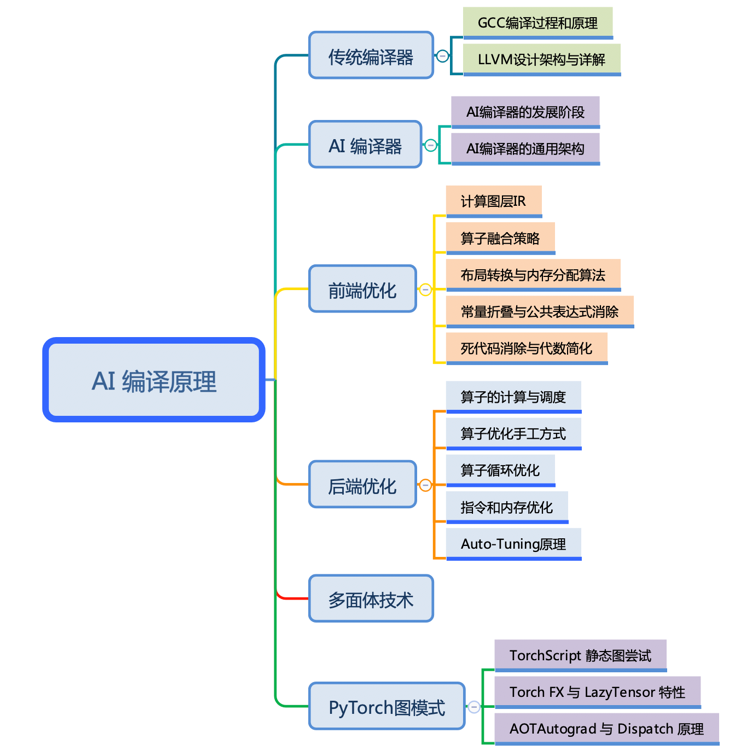 AI 编译原理
传统编译器
GCC编译过程和原理
LLVM设计架构与详解
AI 编译器
AI编译器的发展阶段
AI编译器的通用架构
前端优化
计算图层IR
算子融合策略
布局转换与内存分配算法
常量折叠与公共表达式消除
死代码消除与代数简化
后端优化
算子的计算与调度
算子优化手工方式
算子循环优化
指令和内存优化
Auto-Tuning原理
多面体技术
PyTorch图模式
TorchScript 静态图尝试
Torch FX 与 LazyTensor 特性
AOTAutograd 与 Dispatch 原理